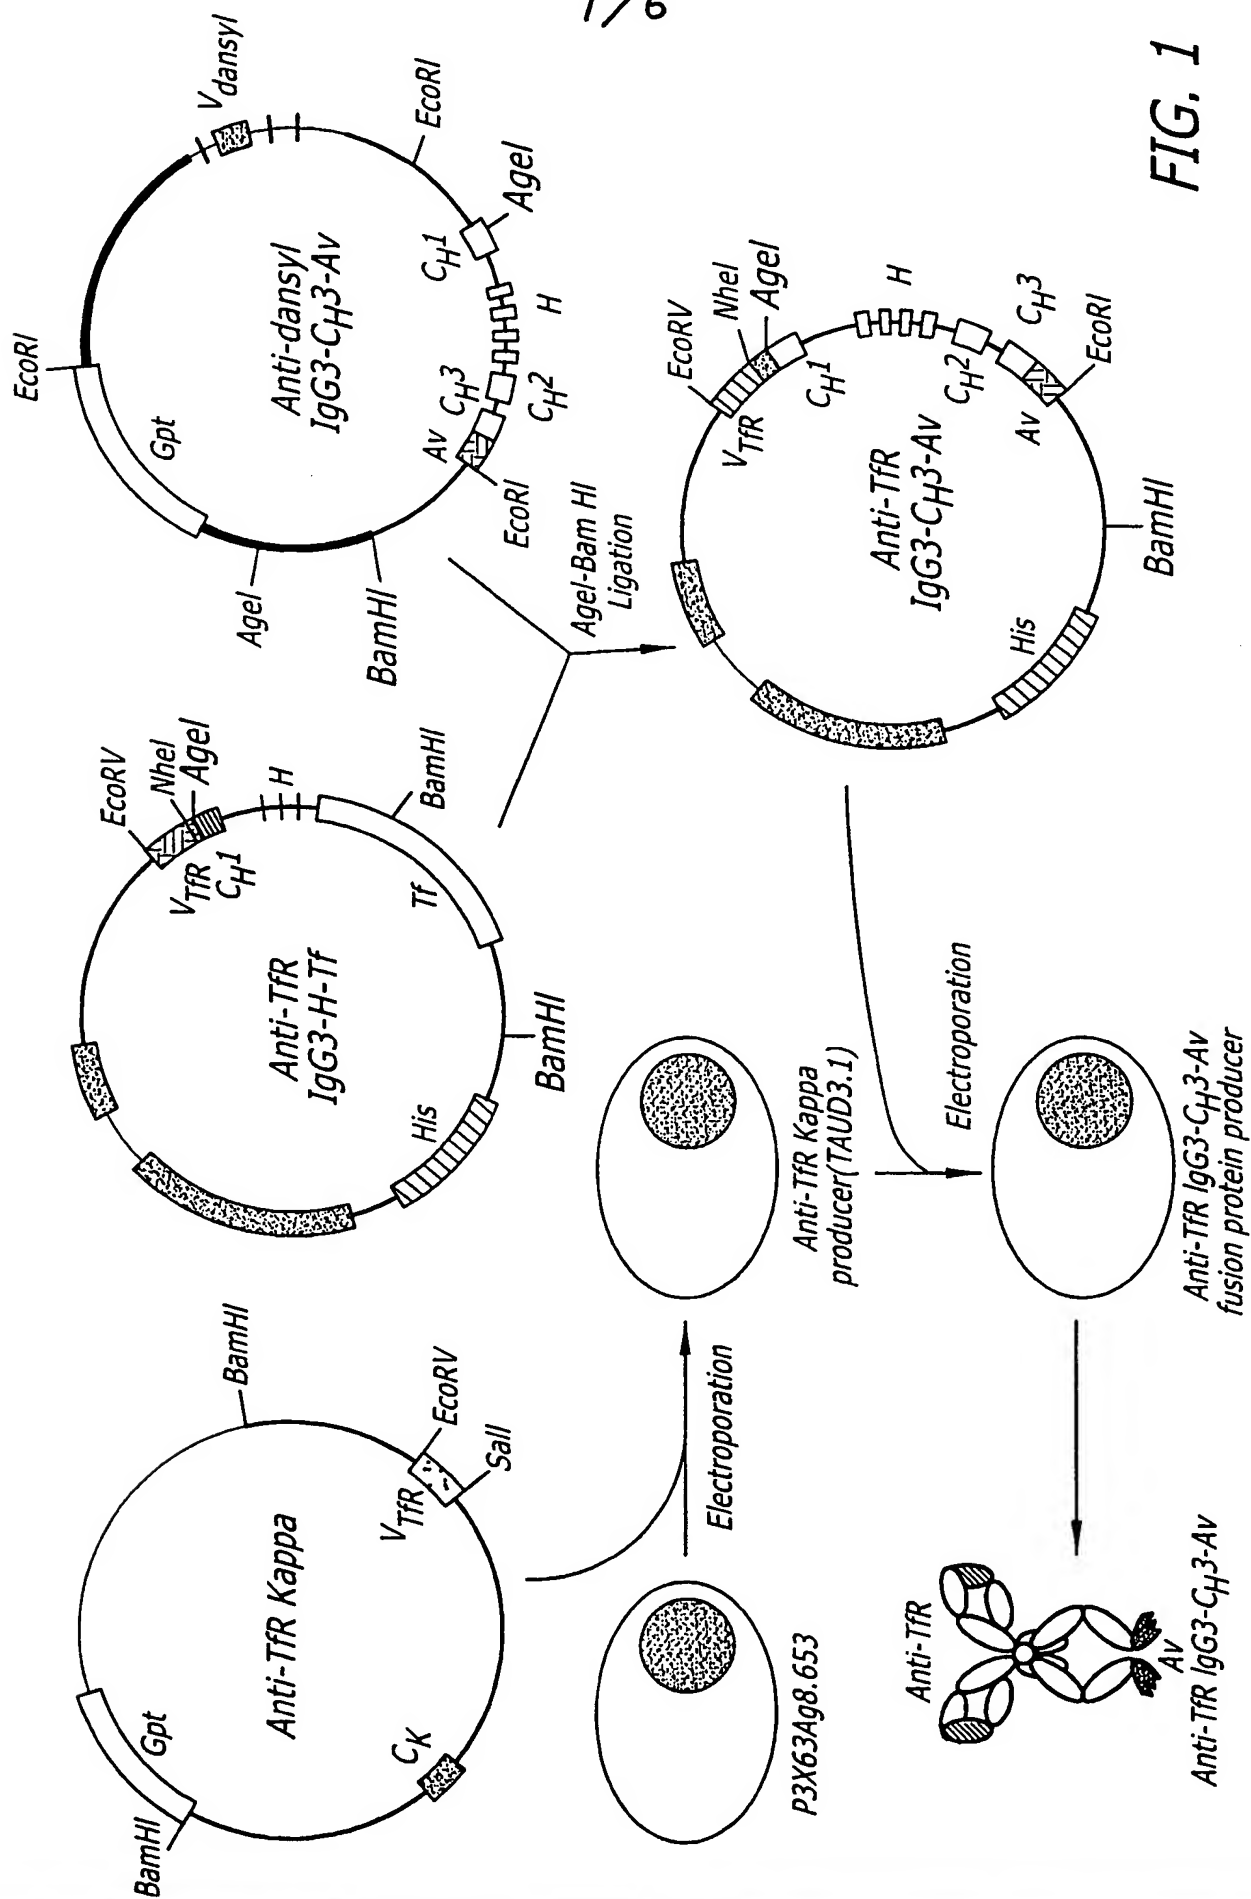 1/6
BamHI
Gpt
BamHI
EcoRV
SalI
VTfR
CK
Anti-TfR Kappa
EcoRV
NheI
AgeI
VTfR
CH1
H
BamHI
Tf
BamHI
His
Anti-TfR
IgG3-H-Tf
EcoRI
Gpt
AgeI
BamHI
Vdansyl
EcoRI
AgeI
CH1
H
CH2
CH3
Av
EcoRI
Anti-dansyl
IgG3-CH3-Av
AgeI-Bam HI
Ligation
EcoRV
NheI
AgeI
VTfR
CH1
H
CH2
CH3
Av
EcoRI
BamHI
His
Anti-TfR
IgG3-CH3-Av
P3X63Ag8.653
Electroporation
Anti-TfR Kappa
producer(TAUD3.1)
Electroporation
Anti-TfR IgG3-CH3-Av
fusion protein producer
Anti-TfR
Av
Anti-TfR IgG3-CH3-Av
FIG. 1